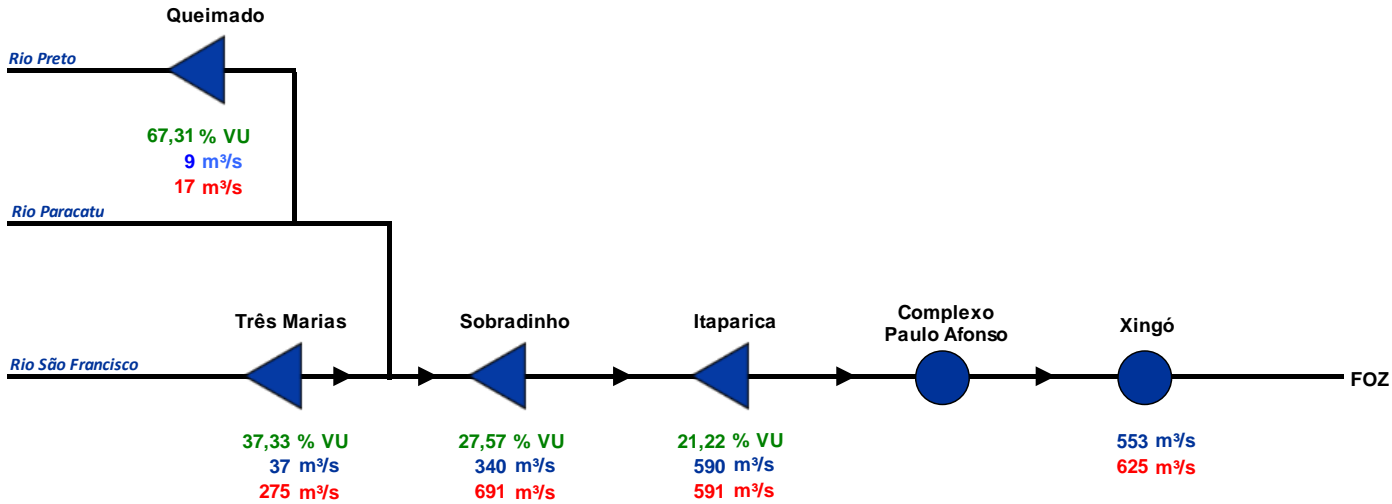 Queimado
Rio Preto
67,31 % VU
9 m³/s
17 m³/s
Rio Paracatu
Três Marias
Sobradinho
Itaparica
Complexo
Paulo Afonso
Xingó
Rio São Francisco
FOZ
37,33 % VU
37 m³/s
275 m³/s
27,57 % VU
340 m³/s
691 m³/s
21,22 % VU
590 m³/s
591 m³/s
553 m³/s
625 m³/s